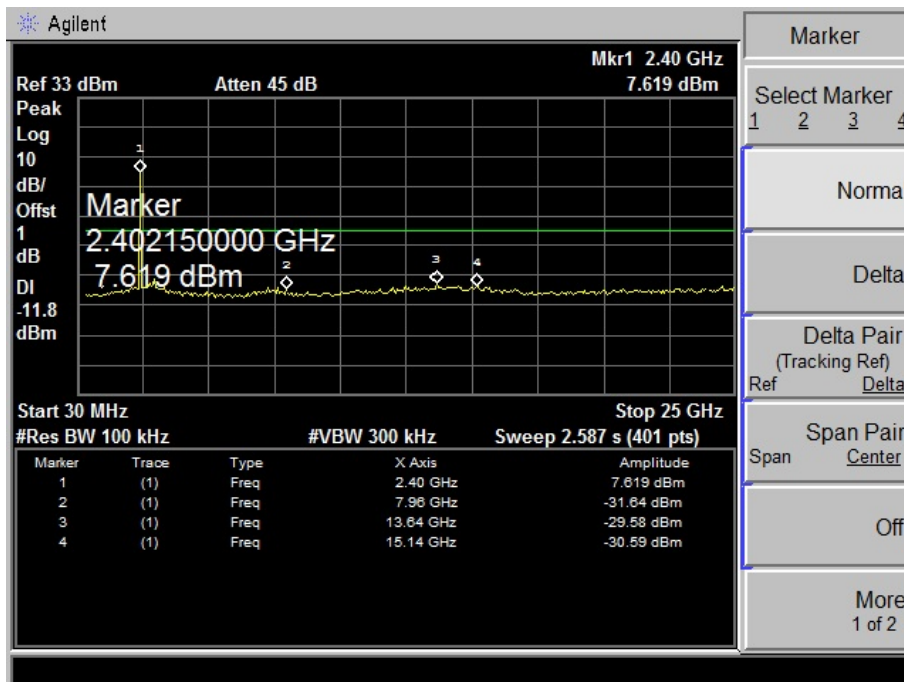 Agilent
Mkr1 2.40 GHz
Ref 33 dBm Atten 45 dB 7.619 dBm
Peak
Log
10
dB/
Offst
1
dB
DI
-11.8
dBm
1
Marker
2.402150000 GHz
7.619 dBm
2
3
4
Start 30 MHz Stop 25 GHz
#Res BW 100 kHz #VBW 300 kHz Sweep 2.587 s (401 pts)
Marker Trace Type X Axis Amplitude
1 (1) Freq 2.40 GHz 7.619 dBm
2 (1) Freq 7.96 GHz -31.64 dBm
3 (1) Freq 13.64 GHz -29.58 dBm
4 (1) Freq 15.14 GHz -30.59 dBm
Marker
Select Marker
1 2 3 4
Norma
Delta
Delta Pair
(Tracking Ref)
Ref Delta
Span Pair
Span Center
Off
More
1 of 2